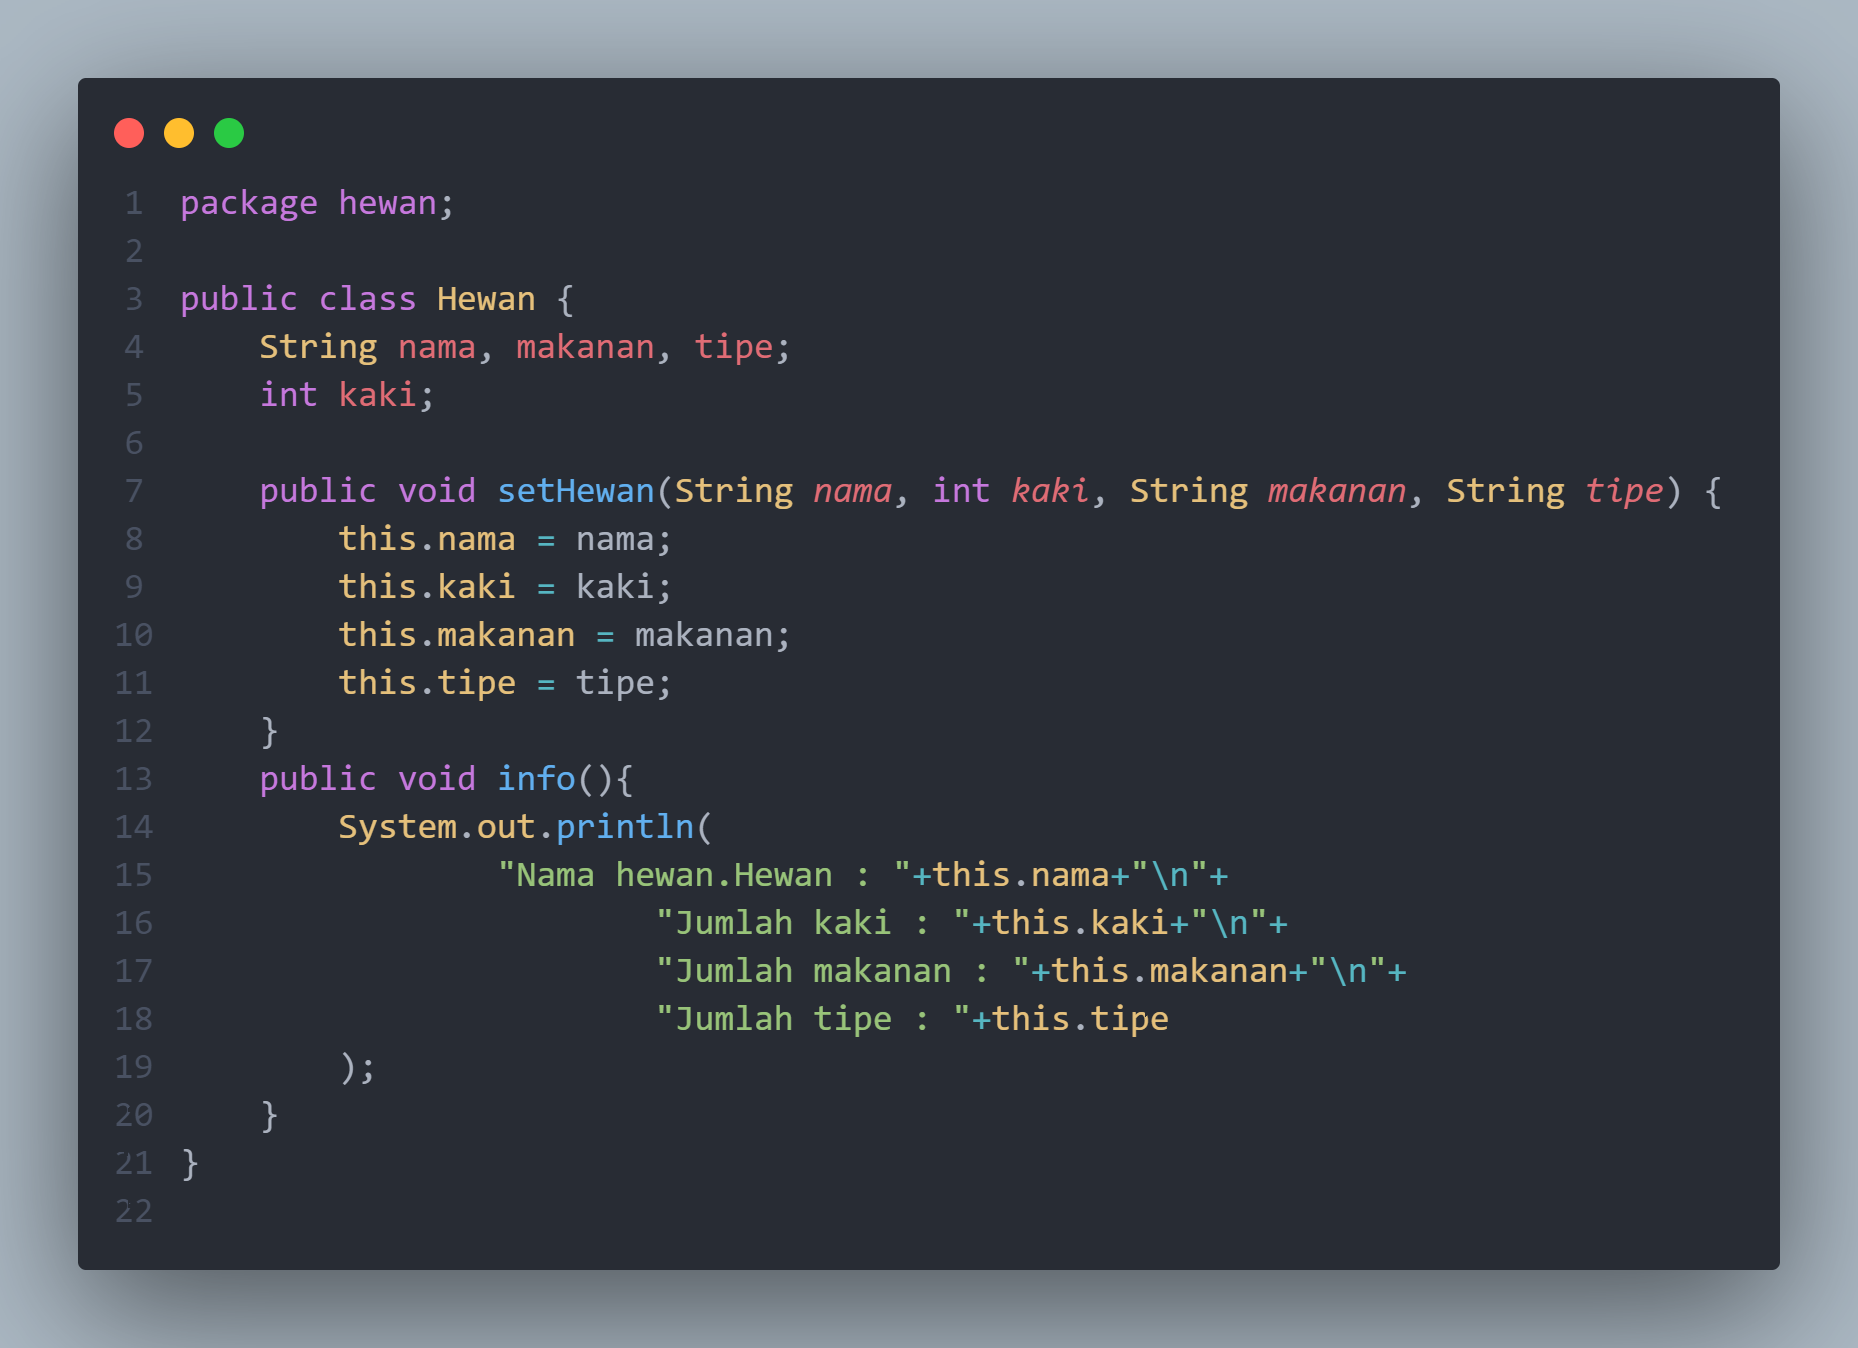 1 package hewan;
2
3 public class Hewan {
4     String nama, makanan, tipe;
5     int kaki;
6
7     public void setHewan(String nama, int kaki, String makanan, String tipe) {
8         this.nama = nama;
9         this.kaki = kaki;
10         this.makanan = makanan;
11         this.tipe = tipe;
12     }
13     public void info(){
14         System.out.println(
15                 "Nama hewan.Hewan : "+this.nama+"\n"+
16                         "Jumlah kaki : "+this.kaki+"\n"+
17                         "Jumlah makanan : "+this.makanan+"\n"+
18                         "Jumlah tipe : "+this.tipe
19         );
20     }
21 }
22